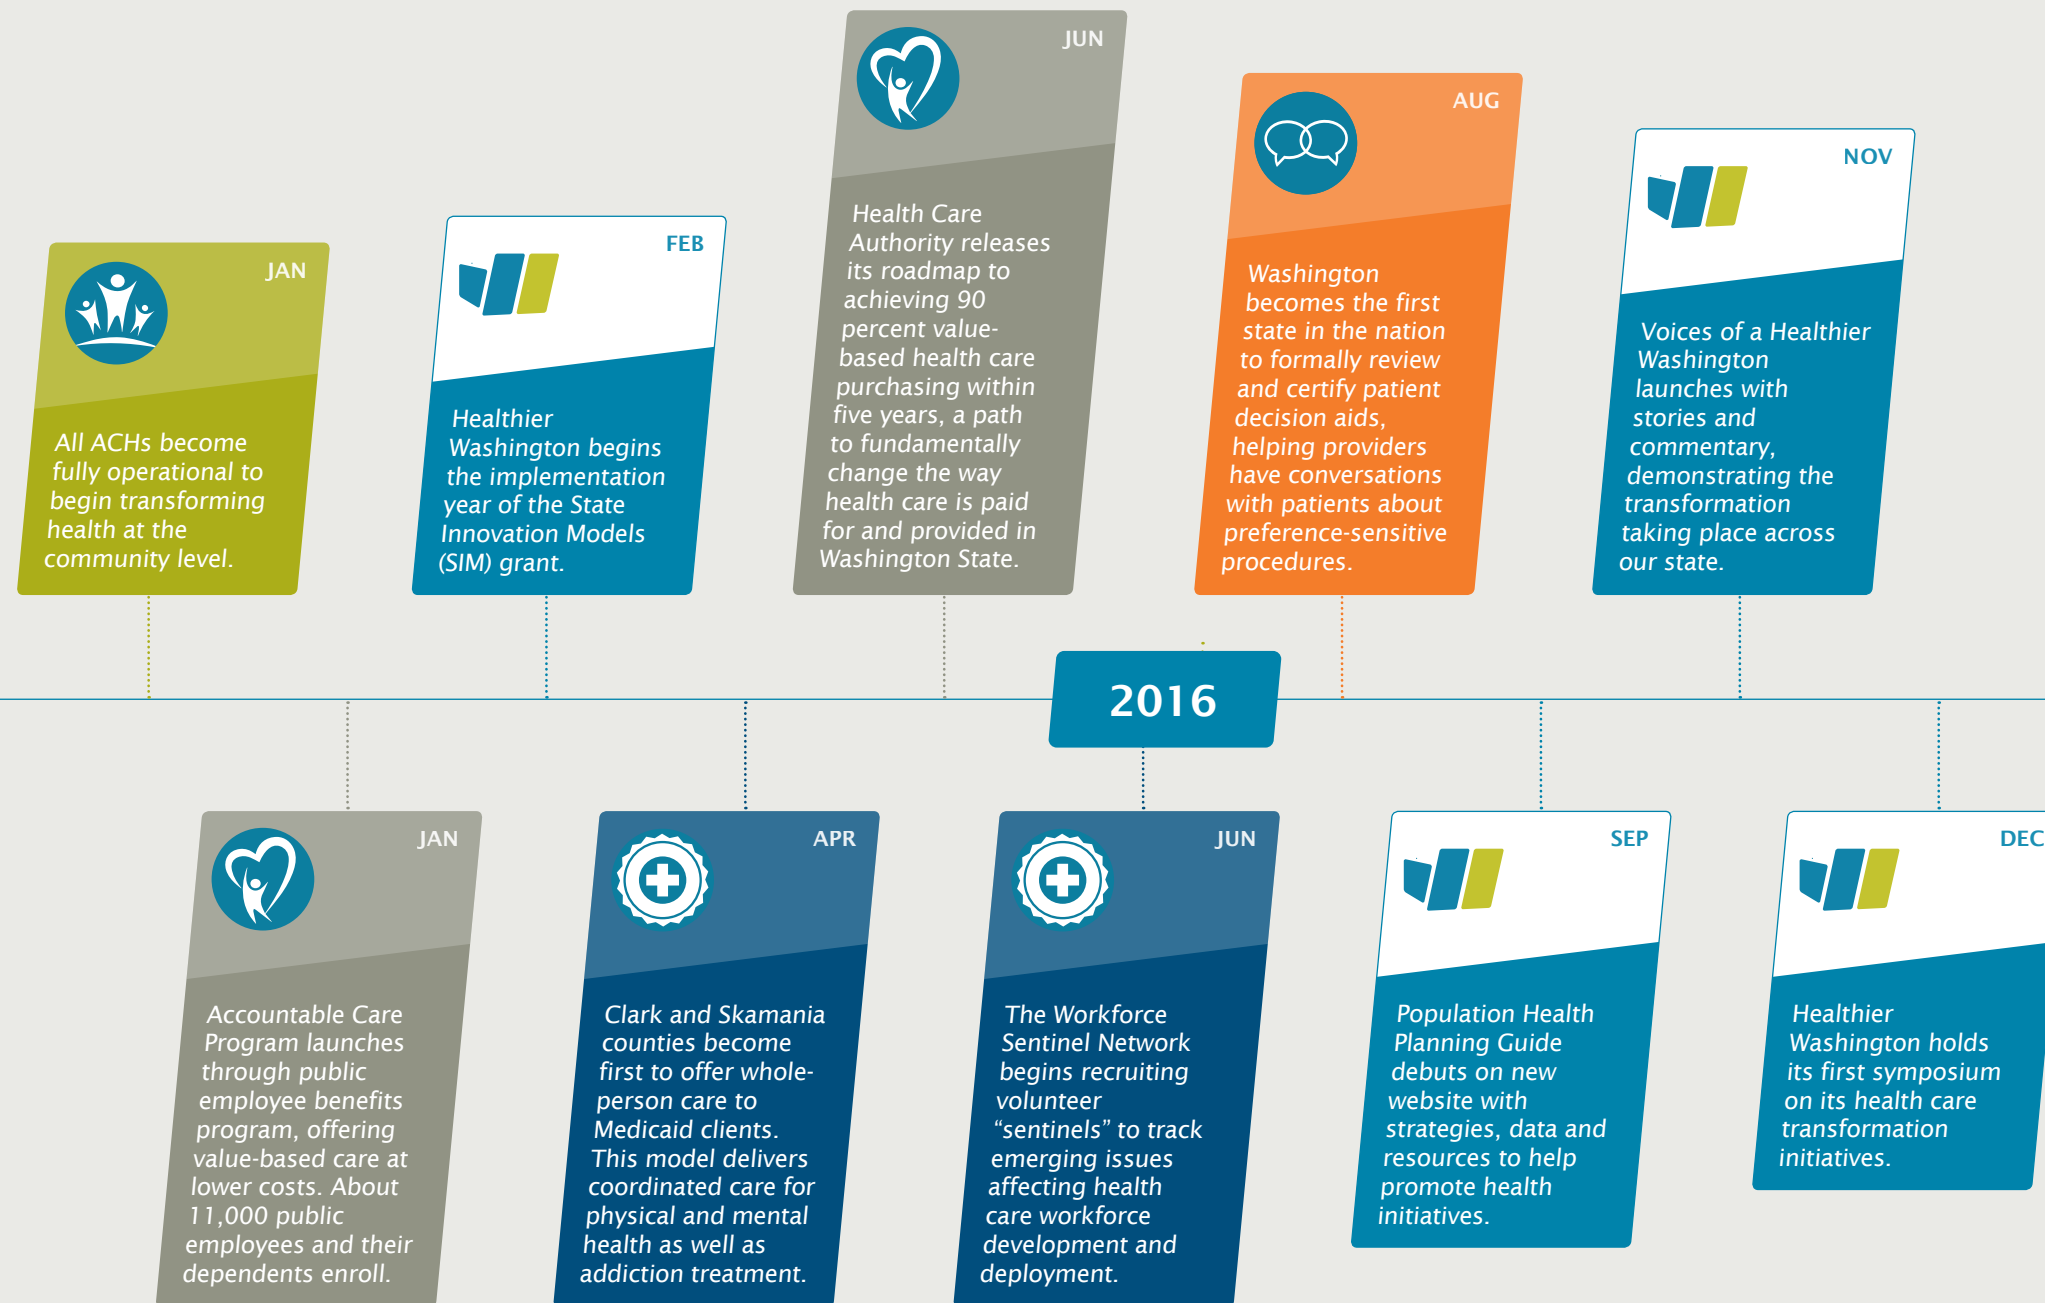 JAN
All ACHs become
fully operational to
begin transforming
health at the
community level.
FEB
Healthier
Washington begins
the implementation
year of the State
Innovation Models
(SIM) grant.
JUN
Health Care
Authority releases
its roadmap to
achieving 90
percent value-
based health care
purchasing within
five years, a path
to fundamentally
change the way
health care is paid
for and provided in
Washington State.
AUG
Washington
becomes the first
state in the nation
to formally review
and certify patient
decision aids,
helping providers
have conversations
with patients about
preference-sensitive
procedures.
NOV
Voices of a Healthier
Washington
launches with
stories and
commentary,
demonstrating the
transformation
taking place across
our state.
2016
JAN
Accountable Care
Program launches
through public
employee benefits
program, offering
value-based care at
lower costs. About
11,000 public
employees and their
dependents enroll.
APR
Clark and Skamania
counties become
first to offer whole-
person care to
Medicaid clients.
This model delivers
coordinated care for
physical and mental
health as well as
addiction treatment.
JUN
The Workforce
Sentinel Network
begins recruiting
volunteer
“sentinels” to track
emerging issues
affecting health
care workforce
development and
deployment.
SEP
Population Health
Planning Guide
debuts on new
website with
strategies, data and
resources to help
promote health
initiatives.
DEC
Healthier
Washington holds
its first symposium
on its health care
transformation
initiatives.